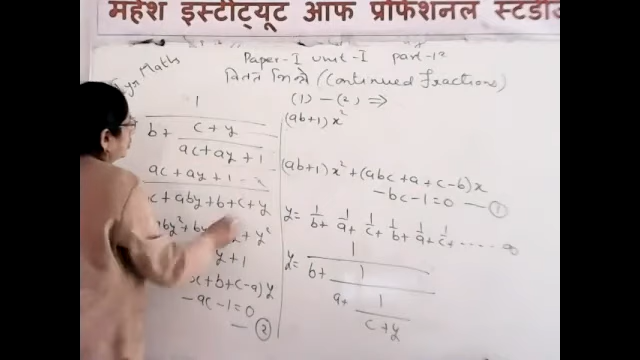 महेश इंस्टीट्यूट आफ प्रोफेशनल स्टडीज
Maths
Paper-I unit-I part-12
वितत भिन्नें (Continued fractions)
1
b + c+y
ac+ay+1
ac+ay+1
+aby+b+c+y
+y²
y+1
+b+c-a)y
-ac-1=0
— ②
(1) - (2) ⇒
(ab+1)x²
(ab+1)x²+(abc+a+c-b)x
-bc-1=0 — ①
y = 1/b+ 1/a+ 1/c+ 1/b+ 1/a+ 1/c+ ..... ∞
y = 1
b+ 1
a+ 1
c+y